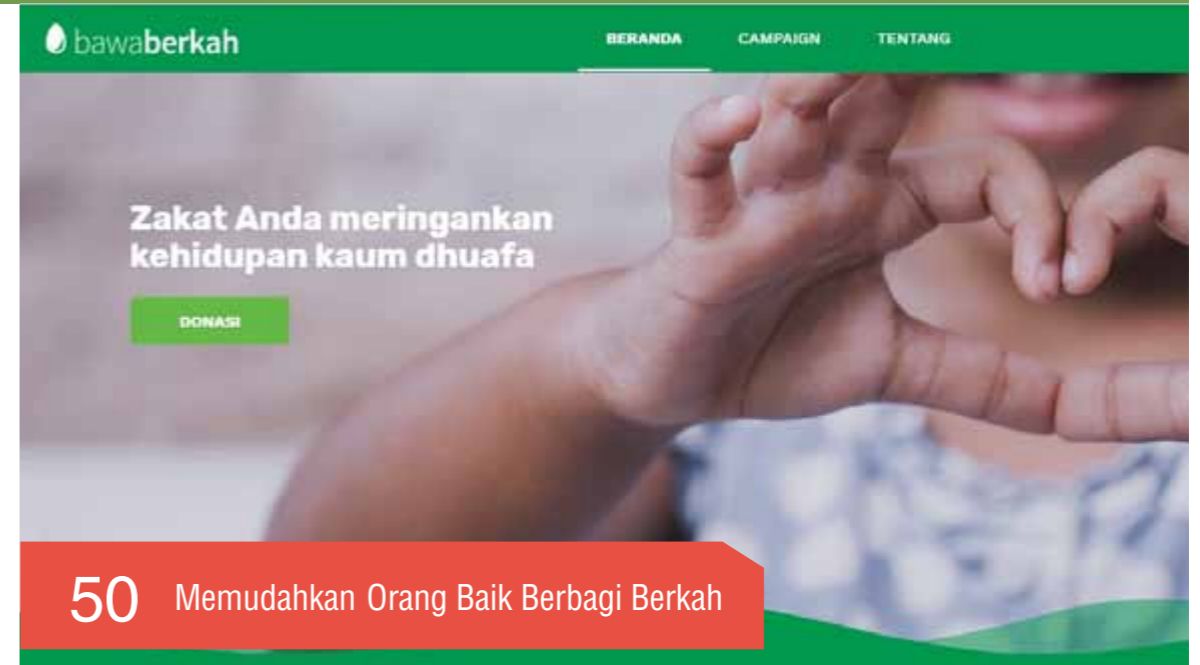 bawaberkah
BERANDA CAMPAIGN TENTANG
Zakat Anda meringankan
kehidupan kaum dhuafa
DONASI
50 Memudahkan Orang Baik Berbagi Berkah